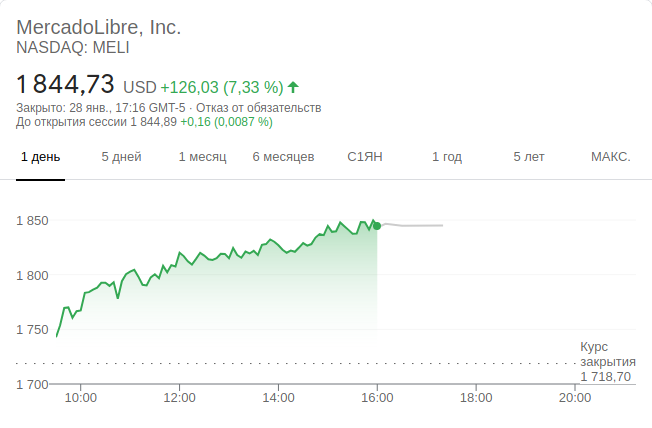 MercadoLibre, Inc.
NASDAQ: MELI
1 844,73 USD +126,03 (7,33 %)
Закрыто: 28 янв., 17:16 GMT-5 · Отказ от обязательств
До открытия сессии 1 844,89 +0,16 (0,0087 %)
1 день 5 дней 1 месяц 6 месяцев С1ЯН 1 год 5 лет МАКС.
1 850
1 800
1 750
Курс
закрытия
1 718,70
1 700
10:00 12:00 14:00 16:00 18:00 20:00